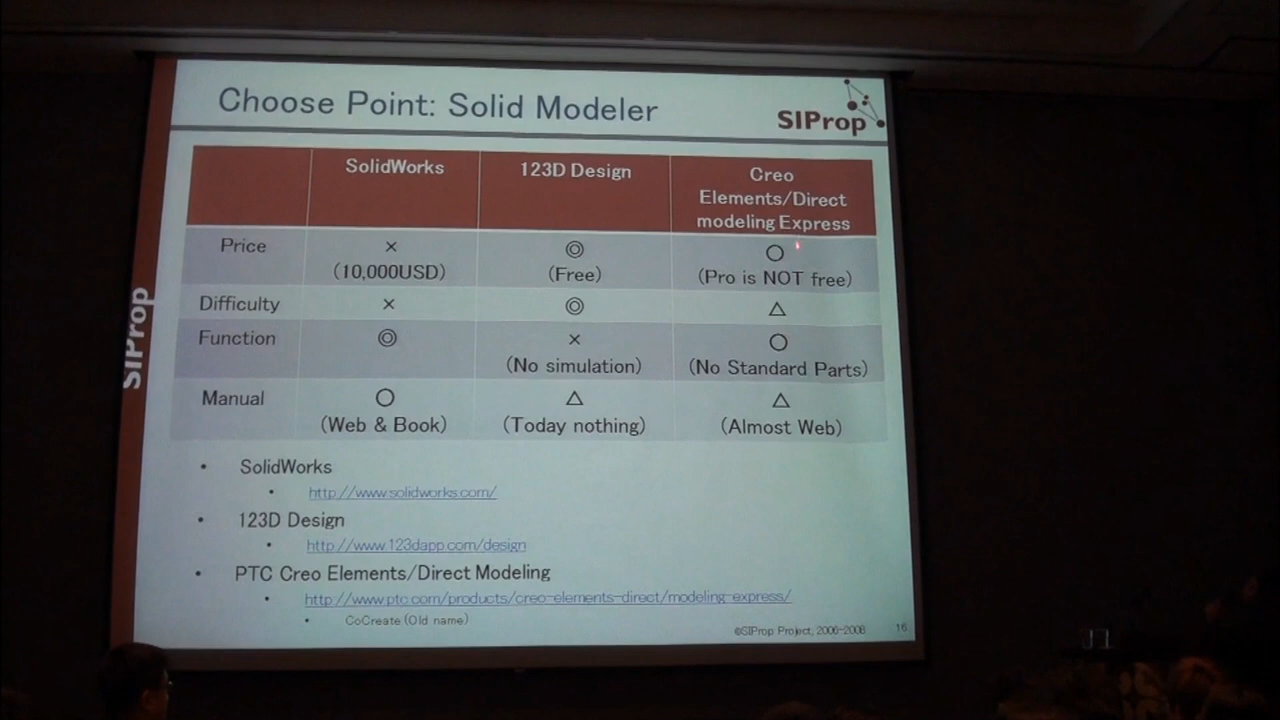 Choose Point: Solid Modeler
SIProp
SolidWorks 123D Design Creo
Elements/Direct
modeling Express
Price × ◎ ○
(10,000USD) (Free) (Pro is NOT free)
Difficulty × ◎ △
Function ◎ × ○
(No simulation) (No Standard Parts)
Manual ○ △ △
(Web & Book) (Today nothing) (Almost Web)
SIProp
• SolidWorks
• http://www.solidworks.com/
• 123D Design
• http://www.123dapp.com/design
• PTC Creo Elements/Direct Modeling
• http://www.ptc.com/products/creo-elements-direct/modeling-express/
• CoCreate (Old name)
©SIProp Project, 2006-2008 16